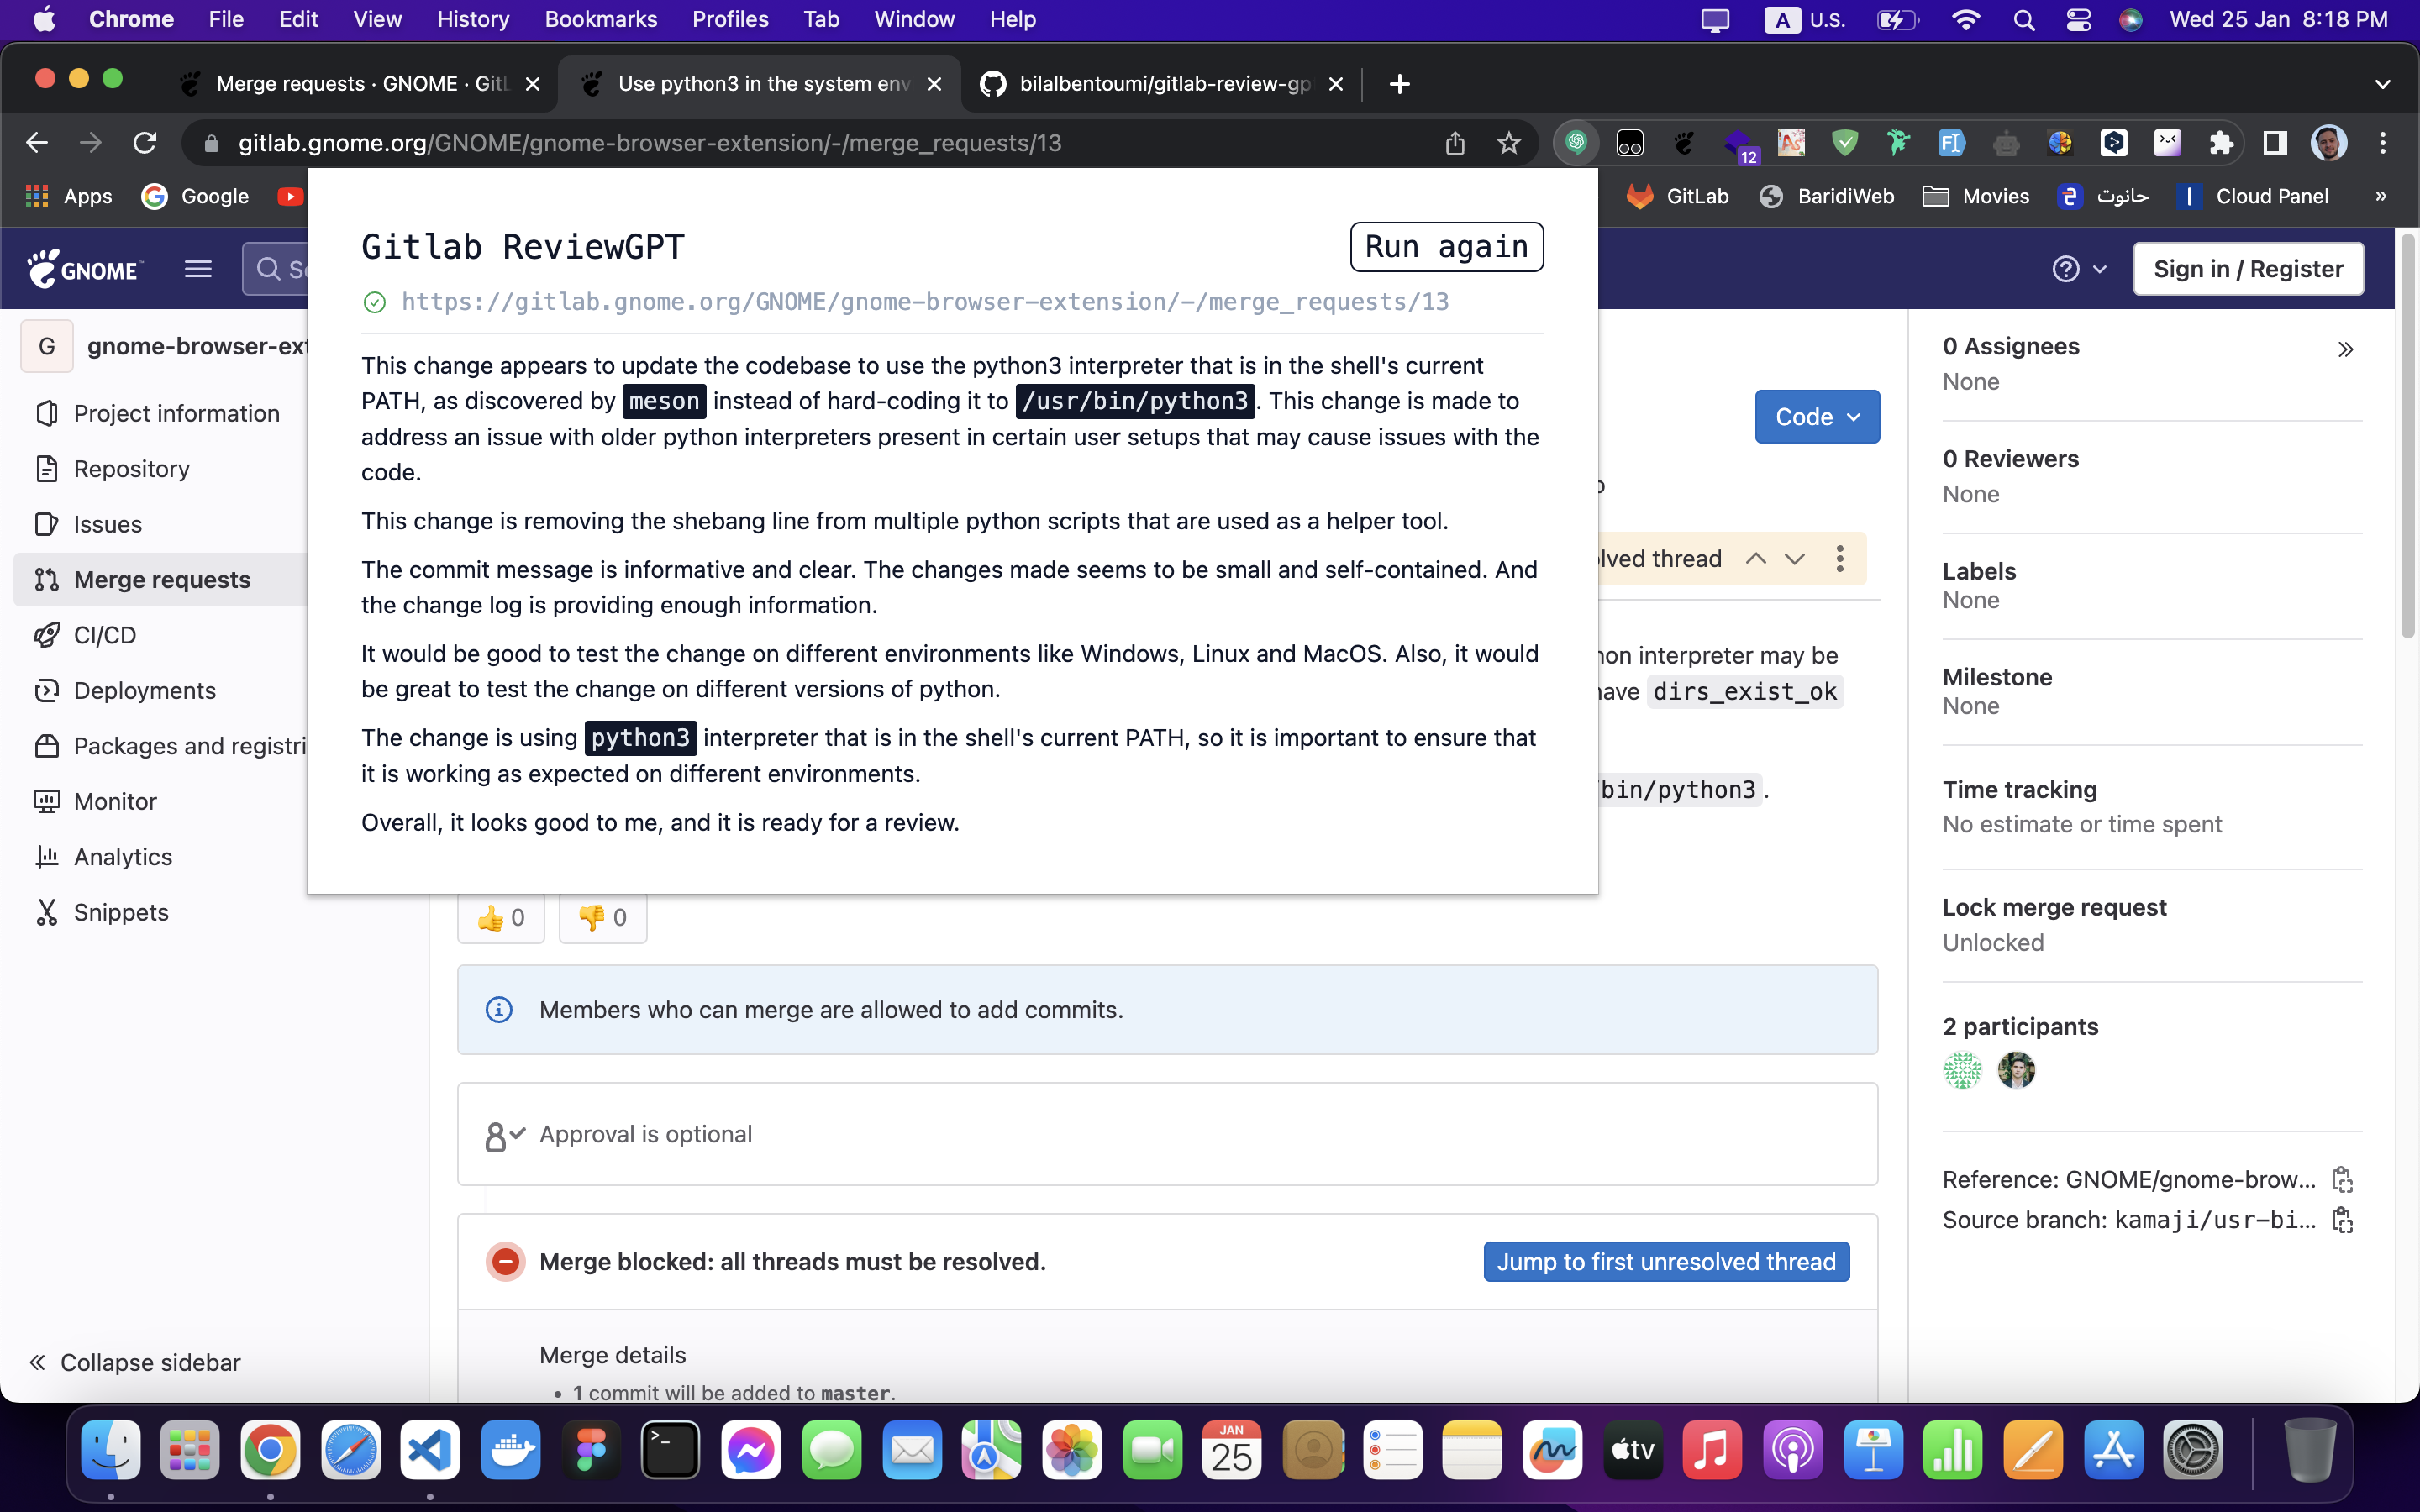 Chrome File Edit View History Bookmarks Profiles Tab Window Help
A U.S. Wed 25 Jan 8:18 PM
Merge requests · GNOME · Git
Use python3 in the system env
bilalbentoumi/gitlab-review-gp
gitlab.gnome.org/GNOME/gnome-browser-extension/-/merge_requests/13
12
Apps Google GitLab BaridiWeb Movies حانوت Cloud Panel »
GNOME
Sign in / Register
Gitlab ReviewGPT
Run again
https://gitlab.gnome.org/GNOME/gnome-browser-extension/-/merge_requests/13
This change appears to update the codebase to use the python3 interpreter that is in the shell's current
PATH, as discovered by meson instead of hard-coding it to /usr/bin/python3. This change is made to
address an issue with older python interpreters present in certain user setups that may cause issues with the
code.
This change is removing the shebang line from multiple python scripts that are used as a helper tool.
The commit message is informative and clear. The changes made seems to be small and self-contained. And
the change log is providing enough information.
It would be good to test the change on different environments like Windows, Linux and MacOS. Also, it would
be great to test the change on different versions of python.
The change is using python3 interpreter that is in the shell's current PATH, so it is important to ensure that
it is working as expected on different environments.
Overall, it looks good to me, and it is ready for a review.
G gnome-browser-ext
Project information
Repository
Issues
Merge requests
CI/CD
Deployments
Packages and registri
Monitor
Analytics
Snippets
Collapse sidebar
Code
lved thread
non interpreter may be
have dirs_exist_ok
bin/python3.
👍 0 👎 0
Members who can merge are allowed to add commits.
Approval is optional
Merge blocked: all threads must be resolved.
Jump to first unresolved thread
Merge details
• 1 commit will be added to master.
0 Assignees
None
0 Reviewers
None
Labels
None
Milestone
None
Time tracking
No estimate or time spent
Lock merge request
Unlocked
2 participants
Reference: GNOME/gnome-brow...
Source branch: kamaji/usr-bi...
JAN
25
tv